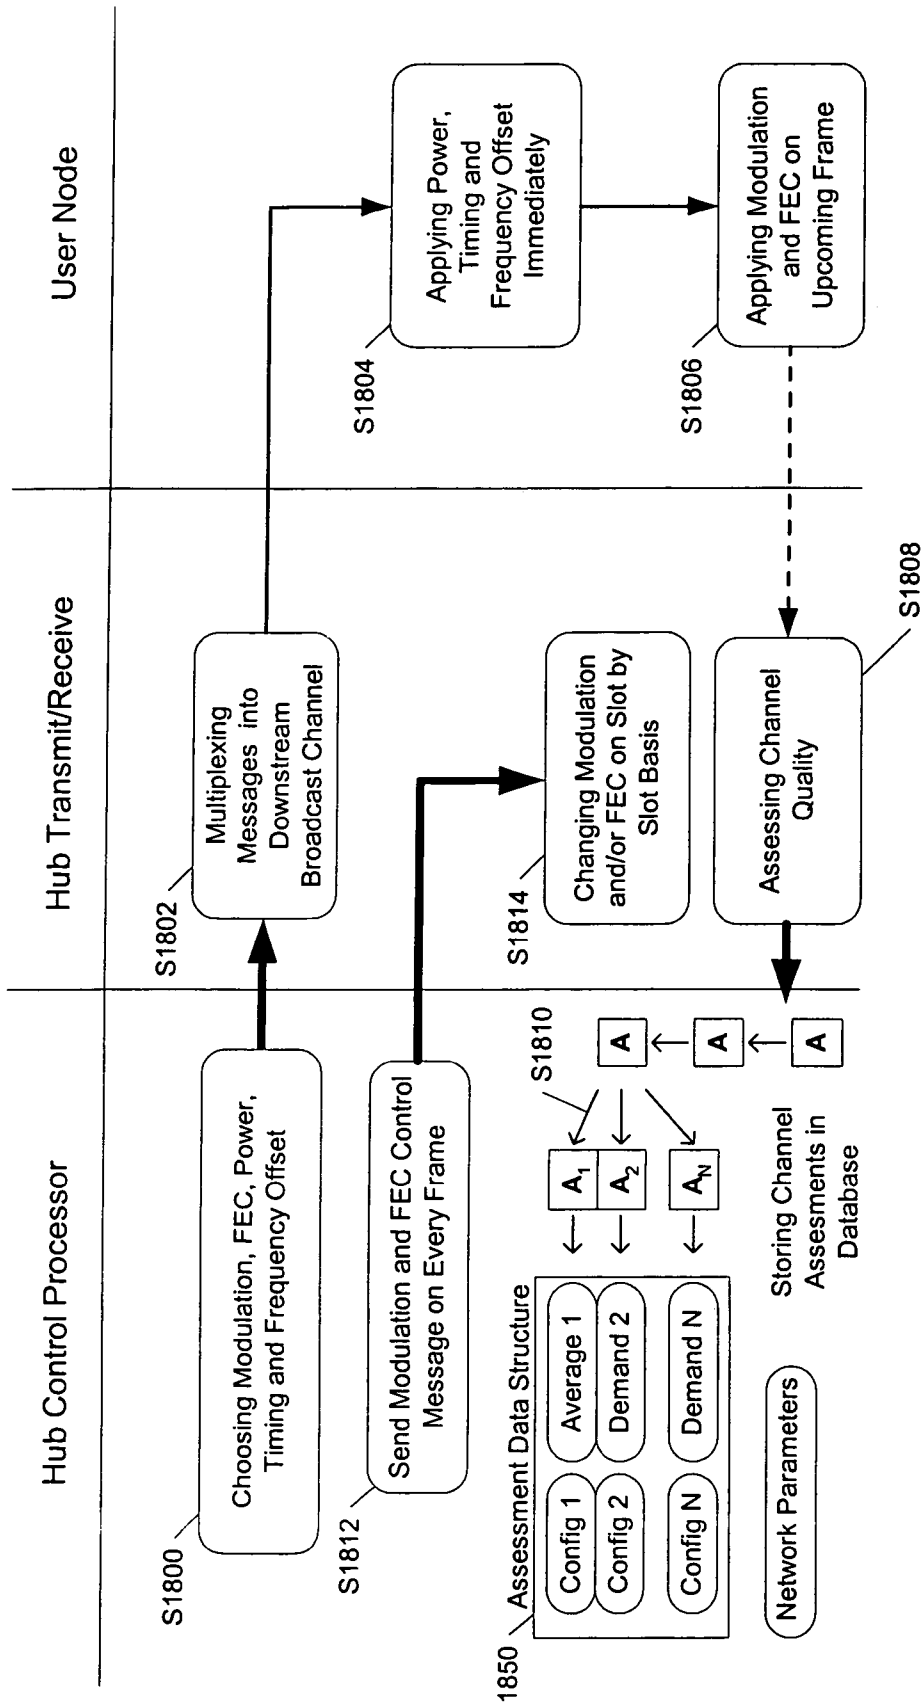 Hub Control Processor
Hub Transmit/Receive
User Node
S1800
Choosing Modulation, FEC, Power,
Timing and Frequency Offset
S1802
Multiplexing
Messages into
Downstream
Broadcast Channel
S1804
Applying Power,
Timing and
Frequency Offset
Immediately
S1812
Send Modulation and FEC Control
Message on Every Frame
S1814
Changing Modulation
and/or FEC on Slot by
Slot Basis
S1806
Applying Modulation
and FEC on
Upcoming Frame
S1808
Assessing Channel
Quality
1850
Assessment Data Structure
Config 1
Average 1
Config 2
Demand 2
Config N
Demand N
S1810
A1
A2
AN
A
A
A
Storing Channel
Assesments in
Database
Network Parameters